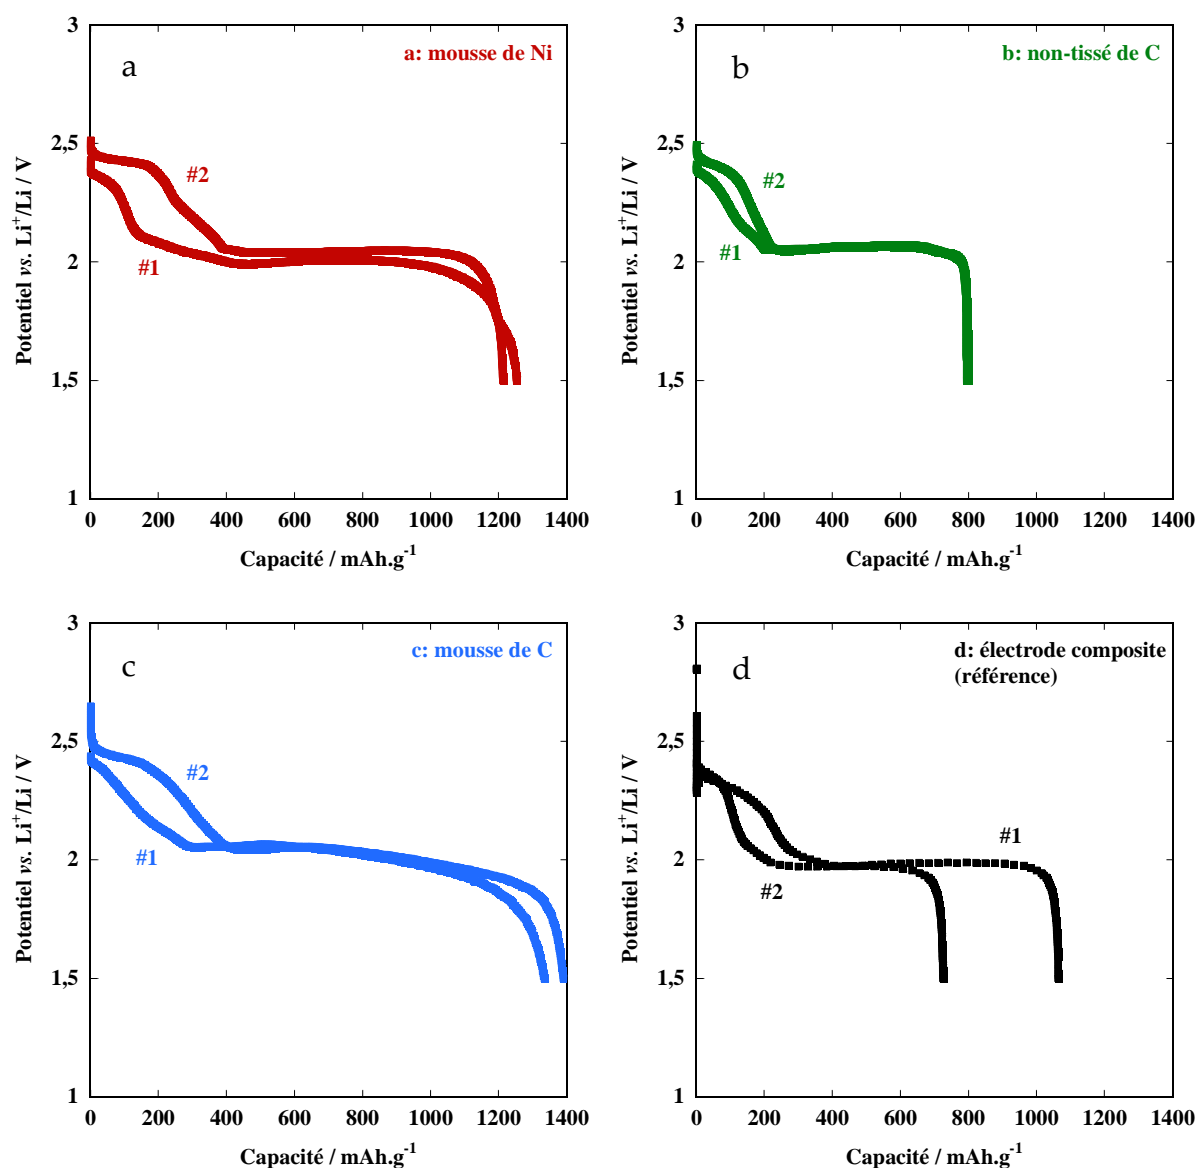 a
a: mousse de Ni
#2
#1
3
2,5
2
1,5
1
Potentiel vs. Li⁺/Li / V
0 200 400 600 800 1000 1200 1400
Capacité / mAh.g⁻¹
b
b: non-tissé de C
#2
#1
3
2,5
2
1,5
1
Potentiel vs. Li⁺/Li / V
0 200 400 600 800 1000 1200 1400
Capacité / mAh.g⁻¹
c
c: mousse de C
#2
#1
3
2,5
2
1,5
1
Potentiel vs. Li⁺/Li / V
0 200 400 600 800 1000 1200 1400
Capacité / mAh.g⁻¹
d
d: électrode composite
(référence)
#1
#2
3
2,5
2
1,5
1
Potentiel vs. Li⁺/Li / V
0 200 400 600 800 1000 1200 1400
Capacité / mAh.g⁻¹